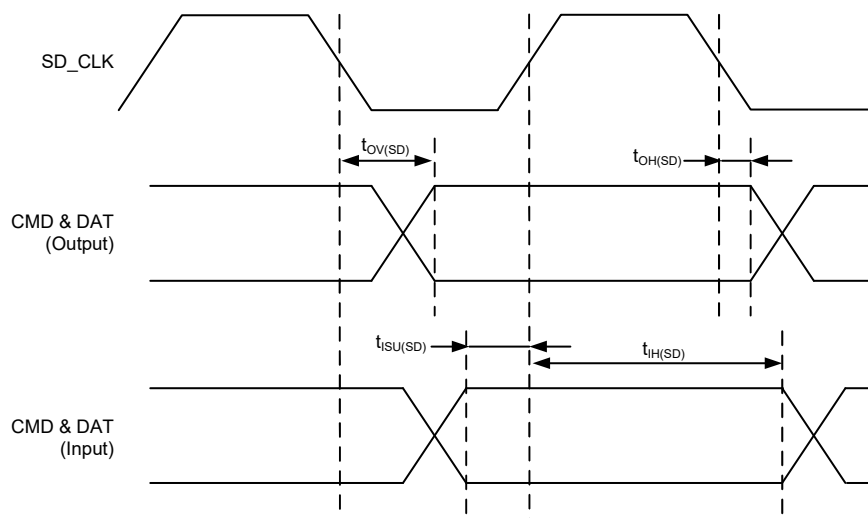 SD_CLK
tOV(SD)
tOH(SD)
CMD & DAT
(Output)
tISU(SD)
tIH(SD)
CMD & DAT
(Input)